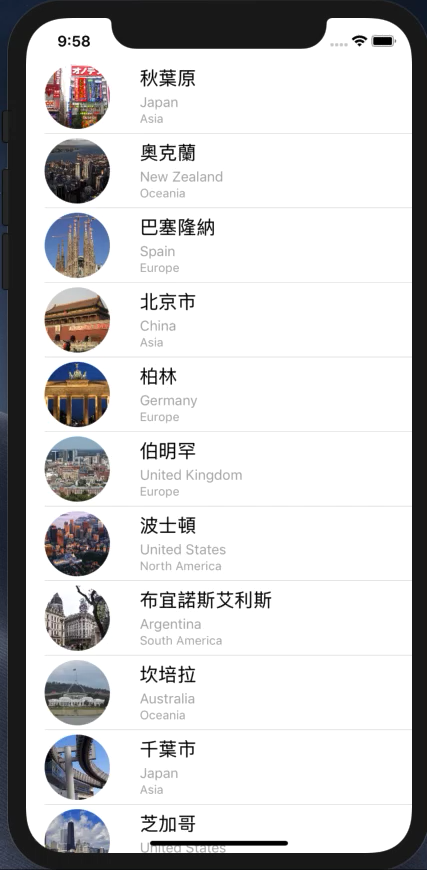 9:58
秋葉原
Japan
Asia
奧克蘭
New Zealand
Oceania
巴塞隆納
Spain
Europe
北京市
China
Asia
柏林
Germany
Europe
伯明罕
United Kingdom
Europe
波士頓
United States
North America
布宜諾斯艾利斯
Argentina
South America
坎培拉
Australia
Oceania
千葉市
Japan
Asia
芝加哥
United States